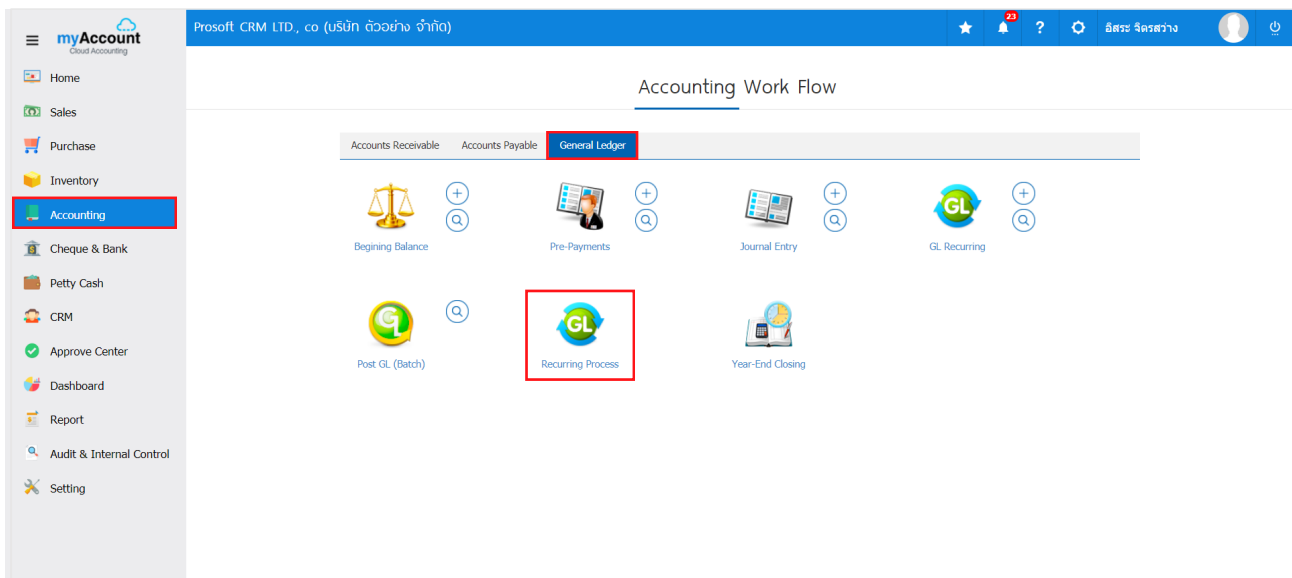 myAccount
Cloud Accounting
Prosoft CRM LTD., co (บริษัท ตัวอย่าง จำกัด)
23
?
อิสระ จิตรสว่าง
Home
Sales
Purchase
Inventory
Accounting
Cheque & Bank
Petty Cash
CRM
Approve Center
Dashboard
Report
Audit & Internal Control
Setting
Accounting Work Flow
Accounts Receivable Accounts Payable General Ledger
GL
Begining Balance Pre-Payments Journal Entry GL Recurring
GL
Post GL (Batch) Recurring Process Year-End Closing